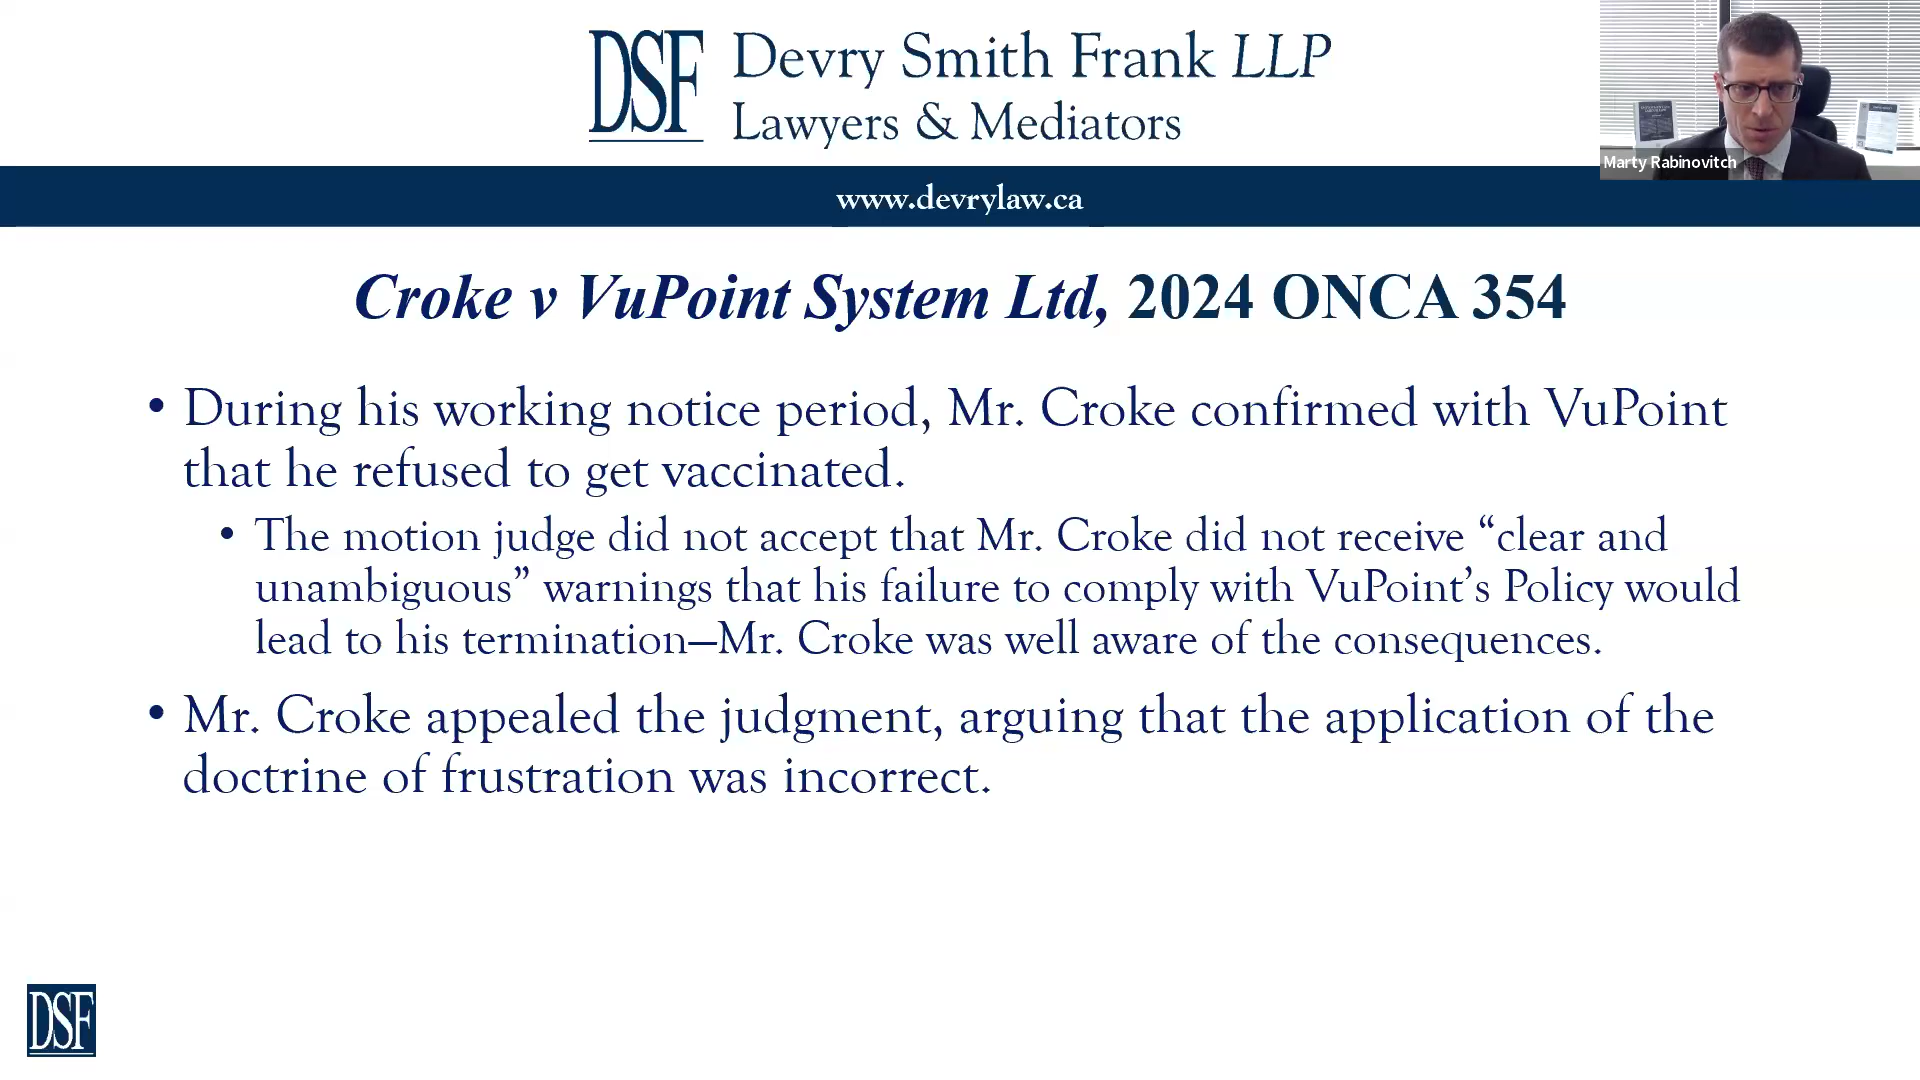 DSF
Devry Smith Frank LLP
Lawyers & Mediators
Marty Rabinovitch
www.devrylaw.ca
Croke v VuPoint System Ltd, 2024 ONCA 354
• During his working notice period, Mr. Croke confirmed with VuPoint
that he refused to get vaccinated.
• The motion judge did not accept that Mr. Croke did not receive “clear and
unambiguous” warnings that his failure to comply with VuPoint’s Policy would
lead to his termination—Mr. Croke was well aware of the consequences.
• Mr. Croke appealed the judgment, arguing that the application of the
doctrine of frustration was incorrect.
DSF